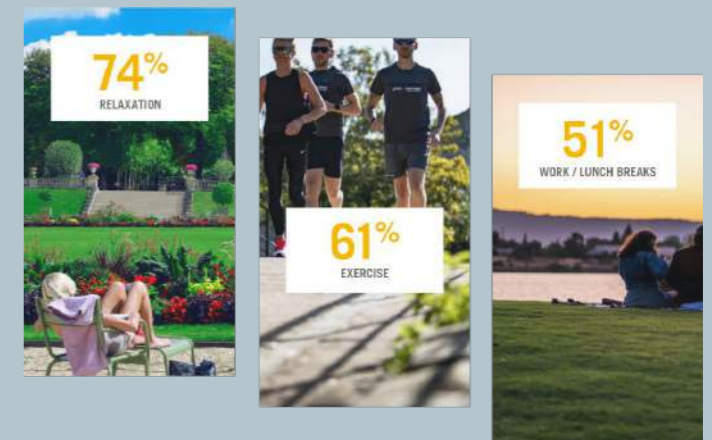 74%
RELAXATION
61%
EXERCISE
51%
WORK / LUNCH BREAKS